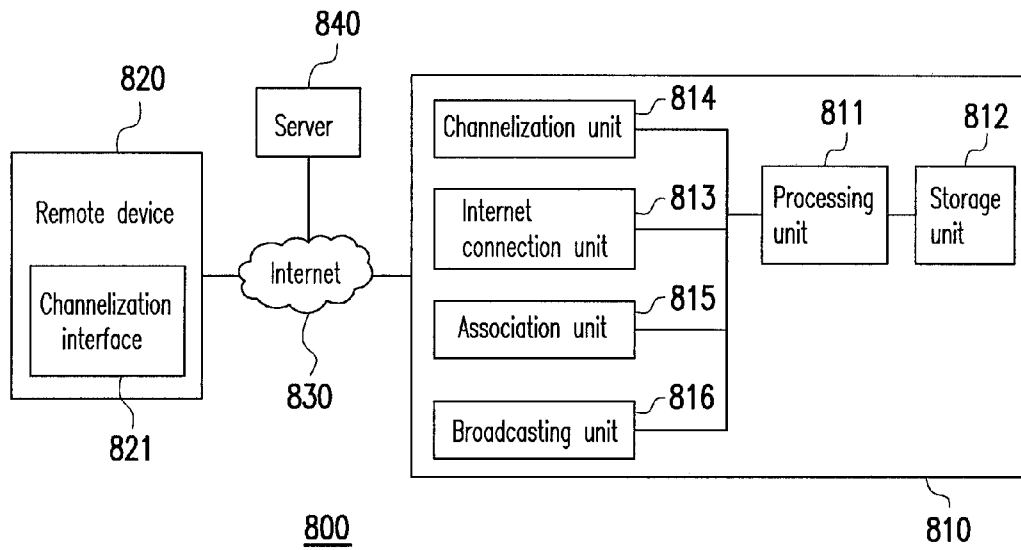 840
820
Server
Remote device
Channelization
interface
821
Internet
830
814
Channelization unit
813
Internet
connection unit
815
Association unit
816
Broadcasting unit
811
Processing
unit
812
Storage
unit
810
800